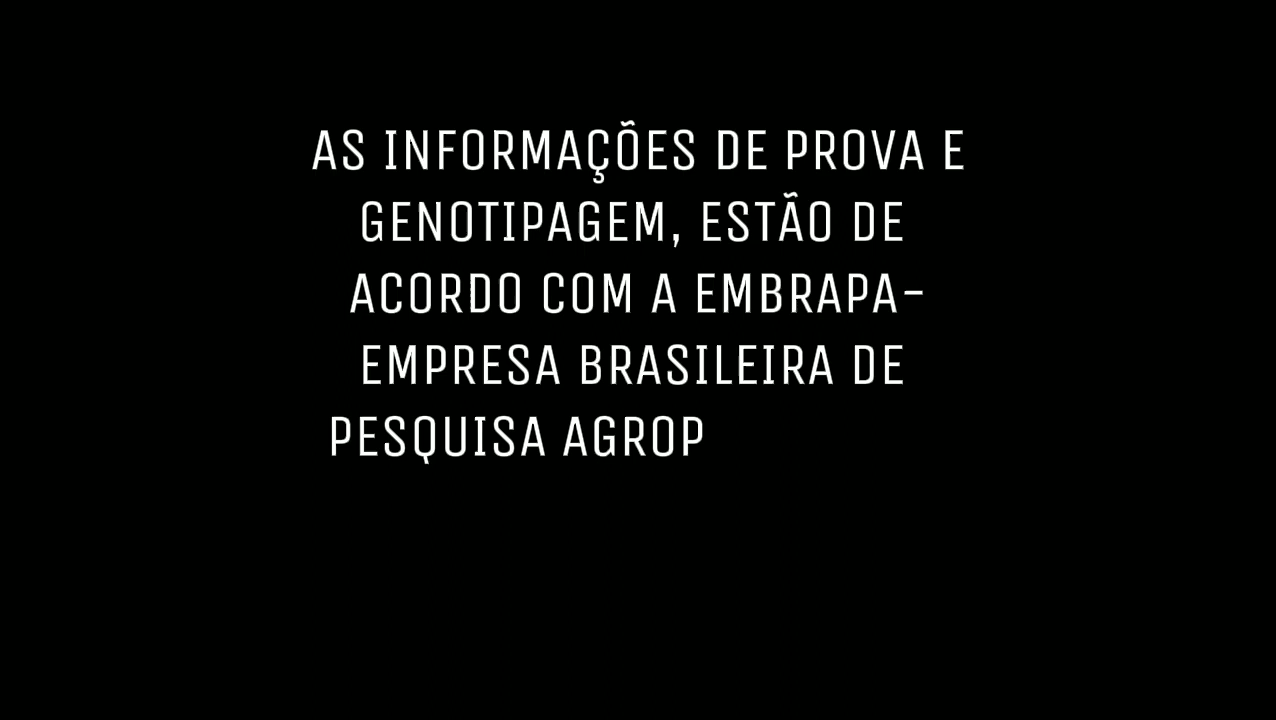 AS INFORMAÇÕES DE PROVA E
GENOTIPAGEM, ESTÃO DE
ACORDO COM A EMBRAPA-
EMPRESA BRASILEIRA DE
PESQUISA AGROP